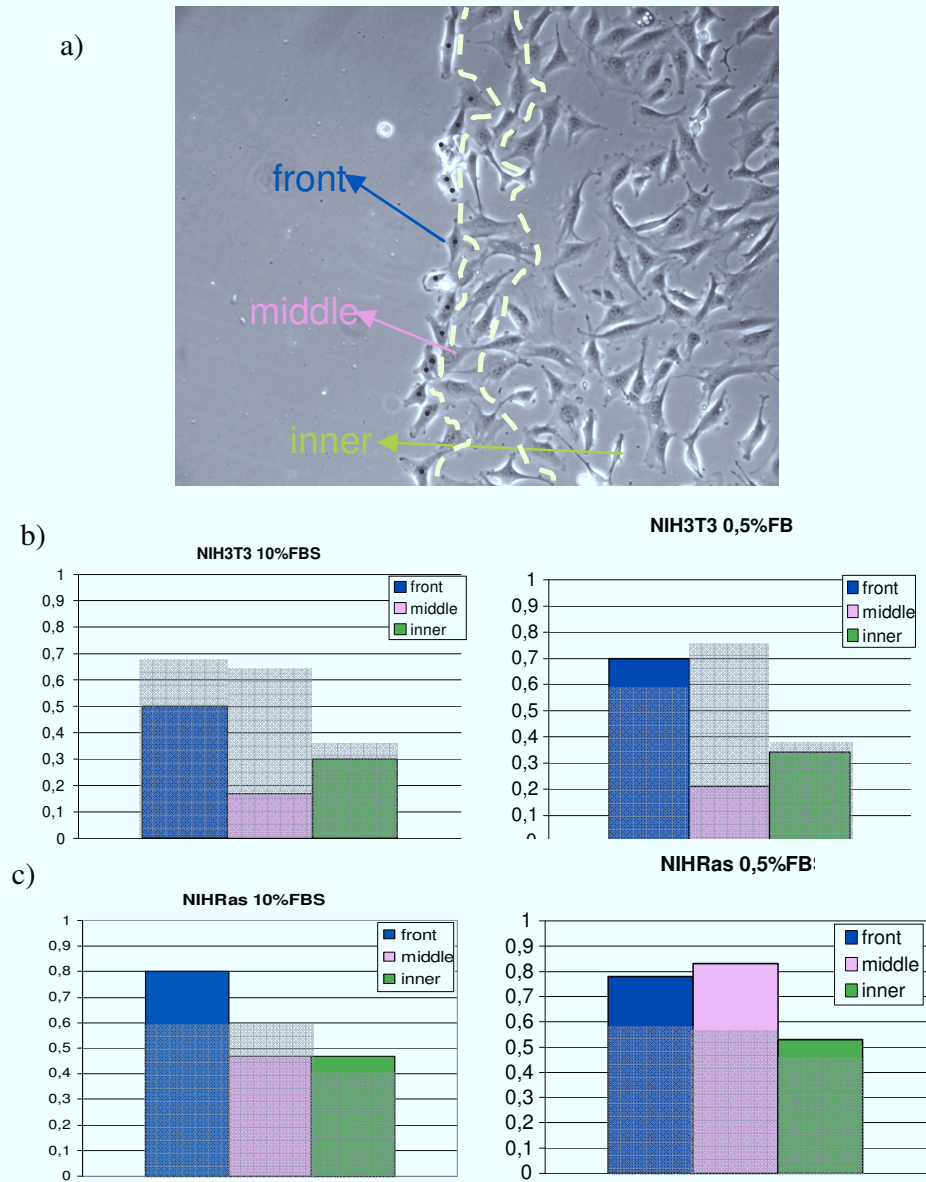 a)
front
middle
inner
b)
NIH3T3 10%FBS
1
0,9
0,8
0,7
0,6
0,5
0,4
0,3
0,2
0,1
0
front
middle
inner
NIH3T3 0,5%FB
1
0,9
0,8
0,7
0,6
0,5
0,4
0,3
0,2
0,1
0
front
middle
inner
c)
NIHRas 10%FBS
1
0,9
0,8
0,7
0,6
0,5
0,4
0,3
0,2
0,1
0
front
middle
inner
NIHRas 0,5%FBS
1
0,9
0,8
0,7
0,6
0,5
0,4
0,3
0,2
0,1
0
front
middle
inner